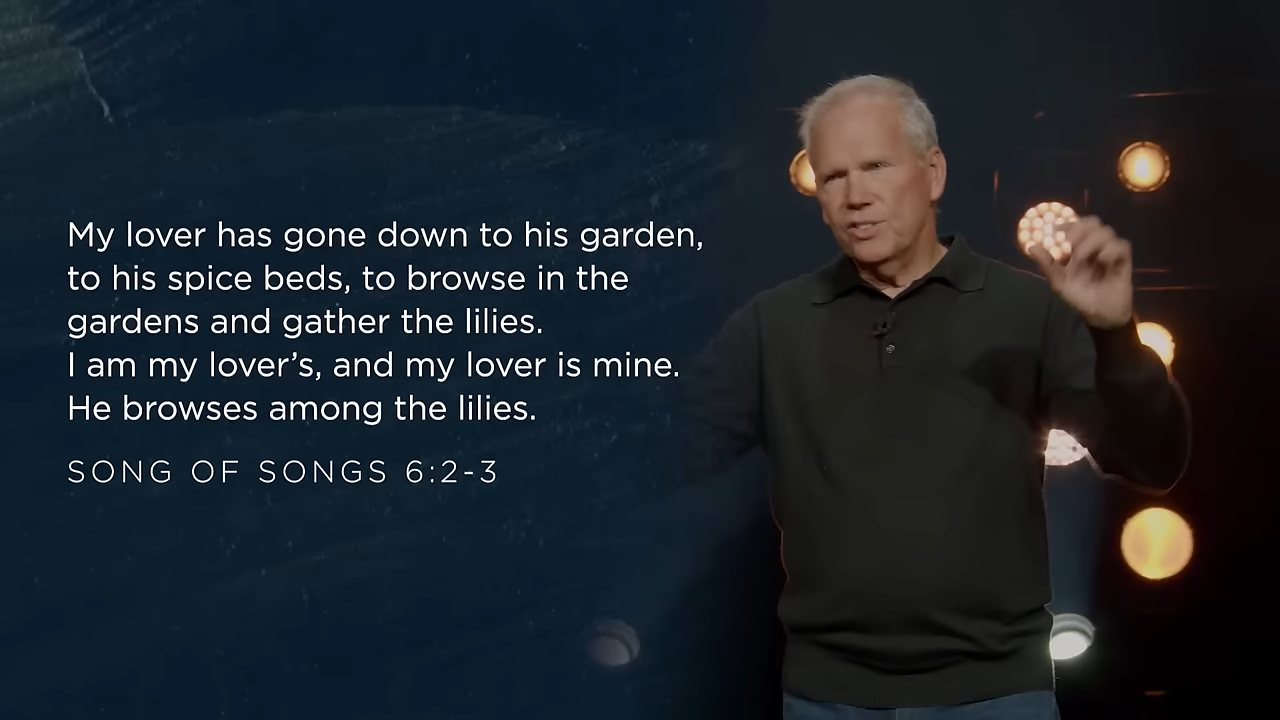 My lover has gone down to his garden,
to his spice beds, to browse in the
gardens and gather the lilies.
I am my lover’s, and my lover is mine.
He browses among the lilies.
SONG OF SONGS 6:2-3